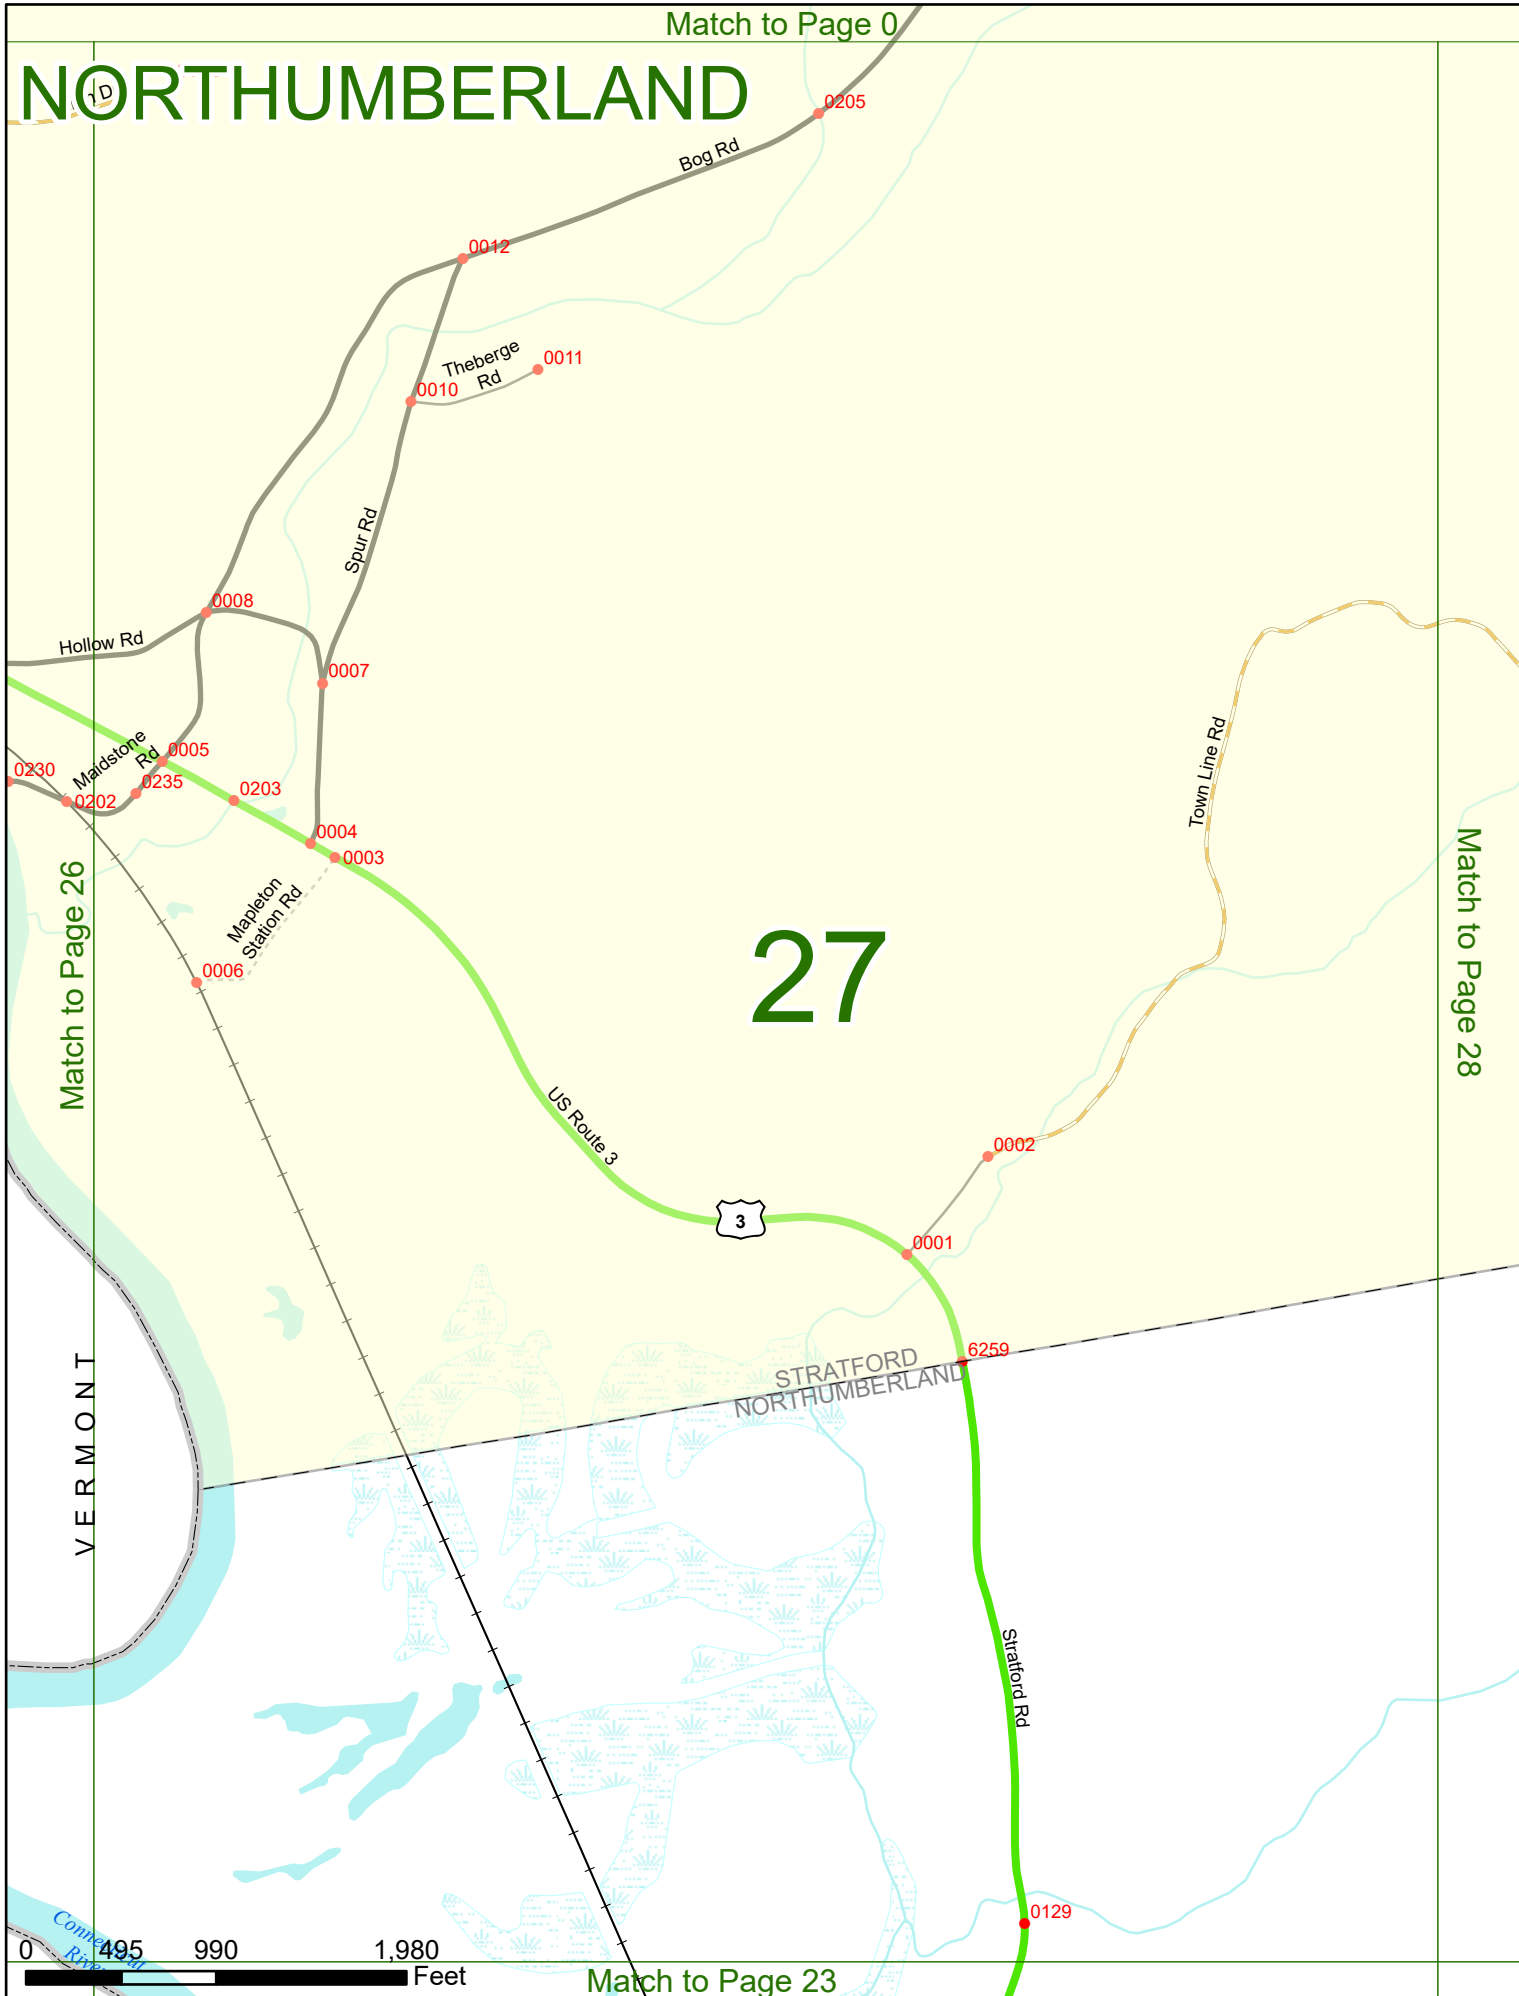 Match to Page 0
NORTHUMBERLAND
0205
Bog Rd
0012
Theberge
Rd
0011
0010
Spur Rd
0008
Hollow Rd
0007
Maidstone
Rd
0005
0230
0202
0235
0203
0004
0003
Mapleton
Station Rd
0006
Town Line Rd
Match to Page 26
27
Match to Page 28
US Route 3
3
0002
0001
6259
STRATFORD
NORTHUMBERLAND
VERMONT
Stratford Rd
0129
Connecticut
River
0 495 990 1,980
Feet
Match to Page 23